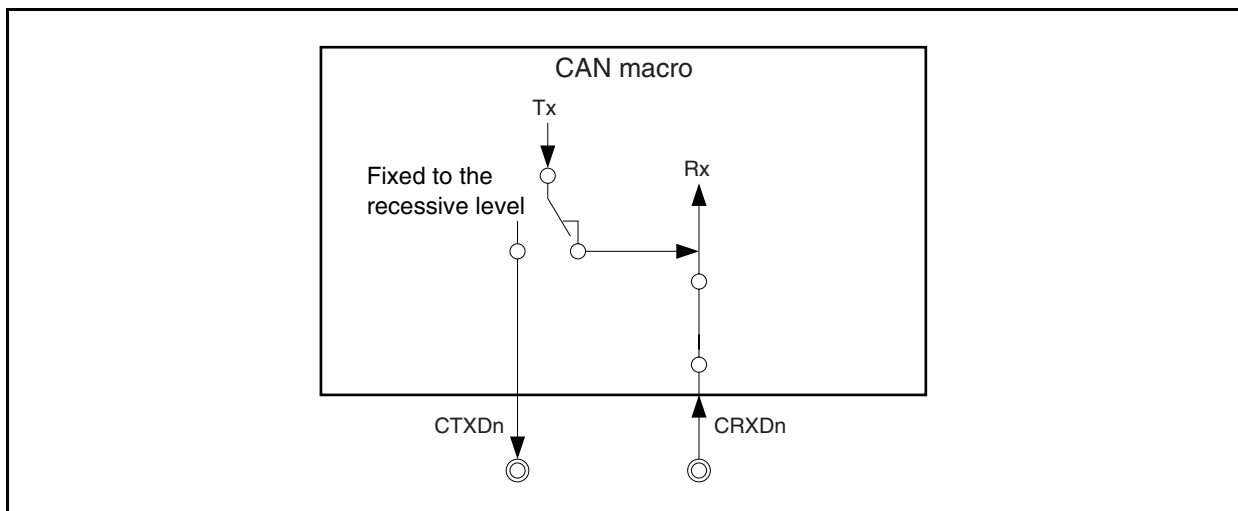 CAN macro
Tx
Fixed to the
recessive level
Rx
CTXDn
CRXDn